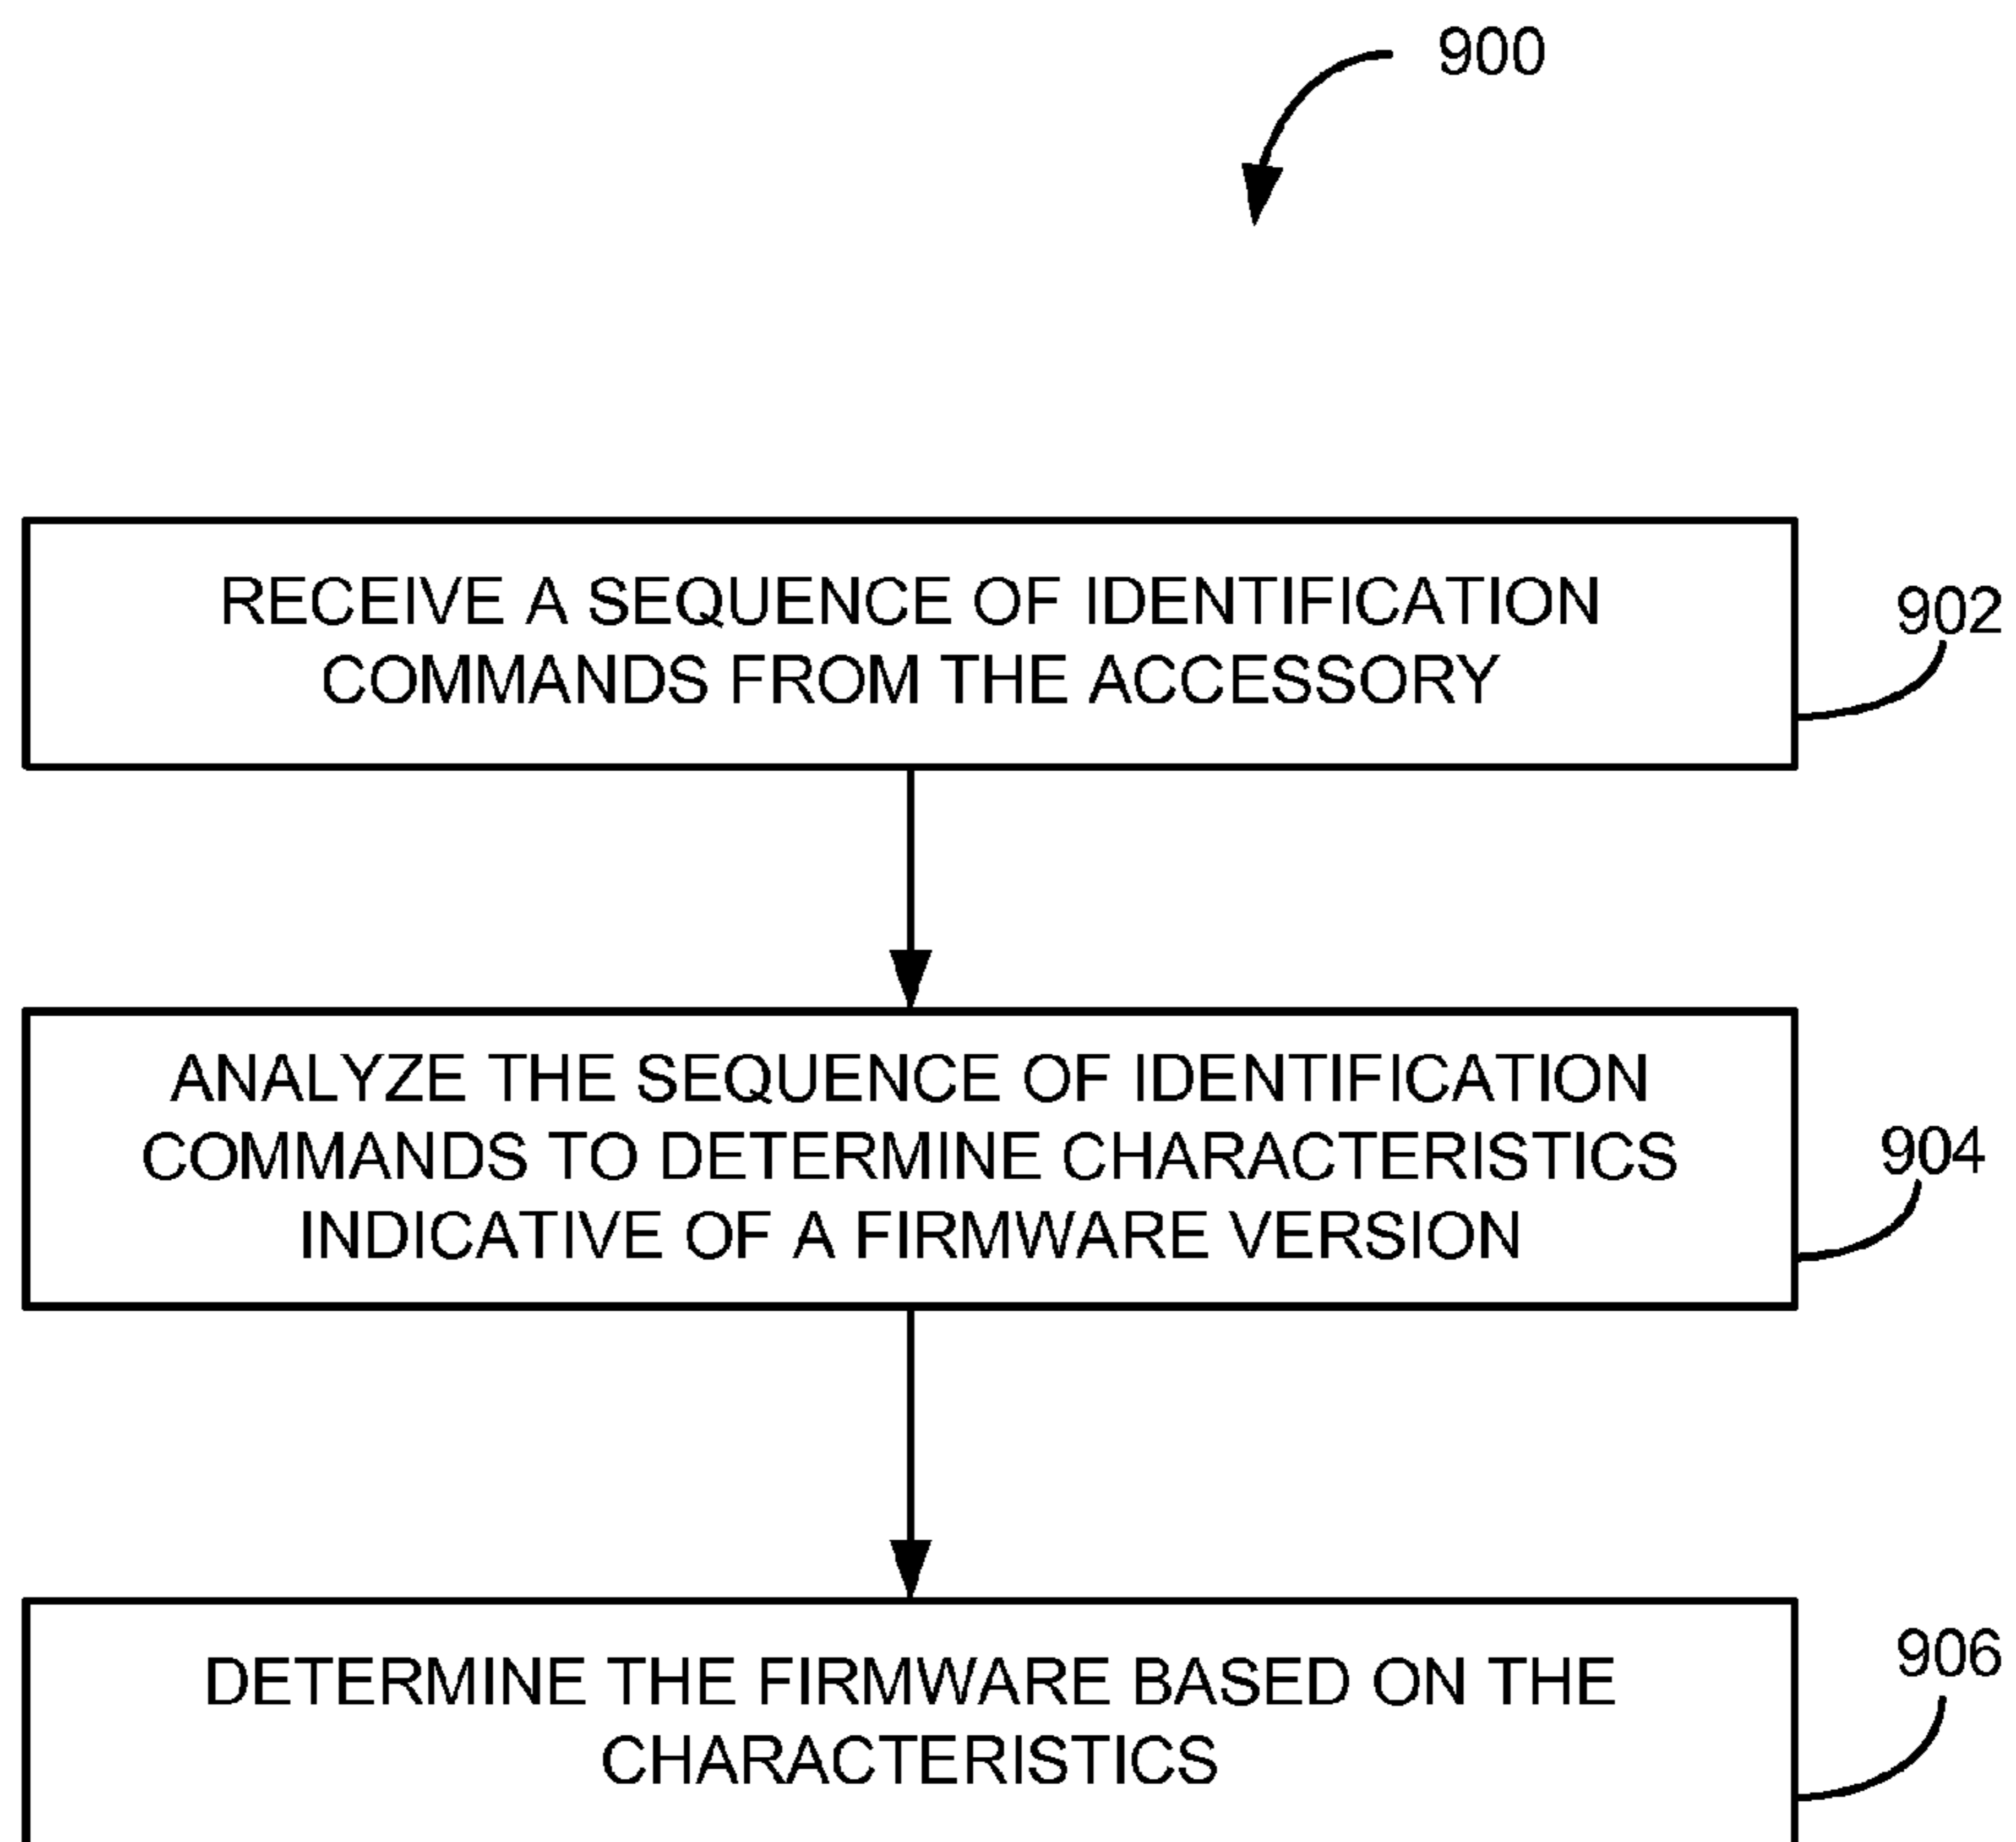 900
RECEIVE A SEQUENCE OF IDENTIFICATION
COMMANDS FROM THE ACCESSORY
902
ANALYZE THE SEQUENCE OF IDENTIFICATION
COMMANDS TO DETERMINE CHARACTERISTICS
INDICATIVE OF A FIRMWARE VERSION
904
DETERMINE THE FIRMWARE BASED ON THE
CHARACTERISTICS
906